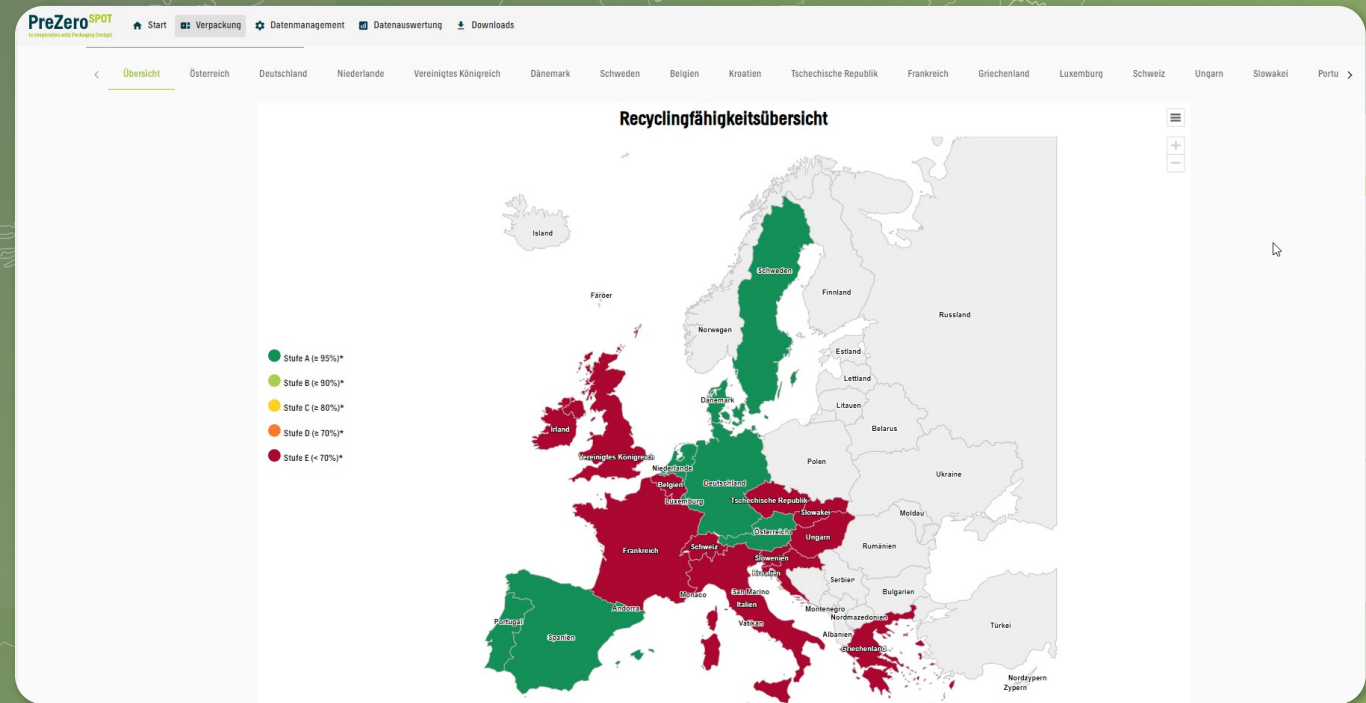 PreZero SPOT
in cooperation with Packaging Cockpit
Start
Verpackung
Datenmanagement
Datenauswertung
Downloads
Übersicht
Österreich
Deutschland
Niederlande
Vereinigtes Königreich
Dänemark
Schweden
Belgien
Kroatien
Tschechische Republik
Frankreich
Griechenland
Luxemburg
Schweiz
Ungarn
Slowakei
Portu
Recyclingfähigkeitsübersicht
Island
Schweden
Finnland
Färöer
Russland
Norwegen
Estland
Stufe A (≥ 95%)*
Stufe B (≥ 90%)*
Stufe C (≥ 80%)*
Stufe D (≥ 70%)*
Stufe E (< 70%)*
Lettland
Dänemark
Litauen
Irland
Belarus
Vereinigtes Königreich
Polen
Niederlande
Ukraine
Belgien
Deutschland
Luxemburg
Tschechische Republik
Slowakei
Moldau
Österreich
Ungarn
Frankreich
Schweiz
Rumänien
Slowenien
Kroatien
Serbien
San Marino
Monaco
Bulgarien
Italien
Andorra
Montenegro
Nordmazedonien
Portugal
Vatikan
Türkei
Spanien
Albanien
Griechenland
Nordzypern
Zypern